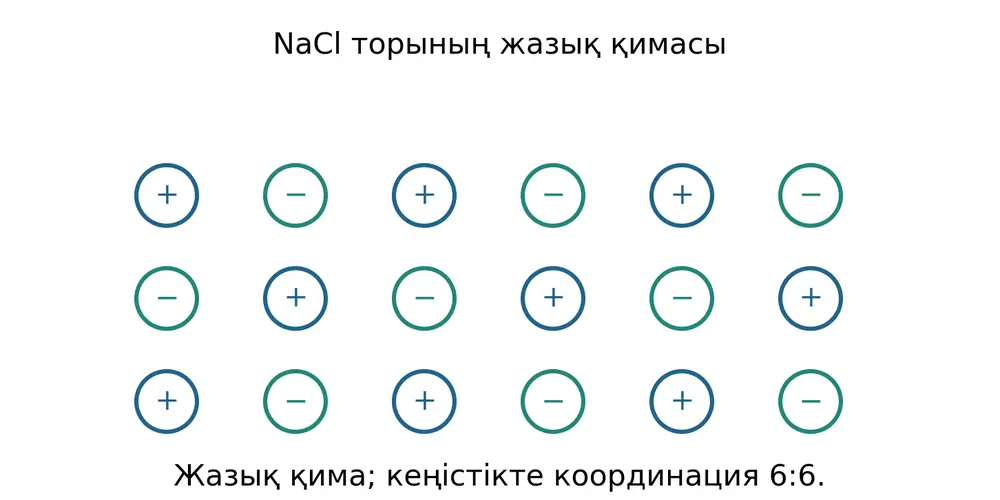 NaCl торының жазық қимасы
+ − + − + −
− + − + − +
+ − + − + −
Жазық қима; кеңістікте координация 6:6.